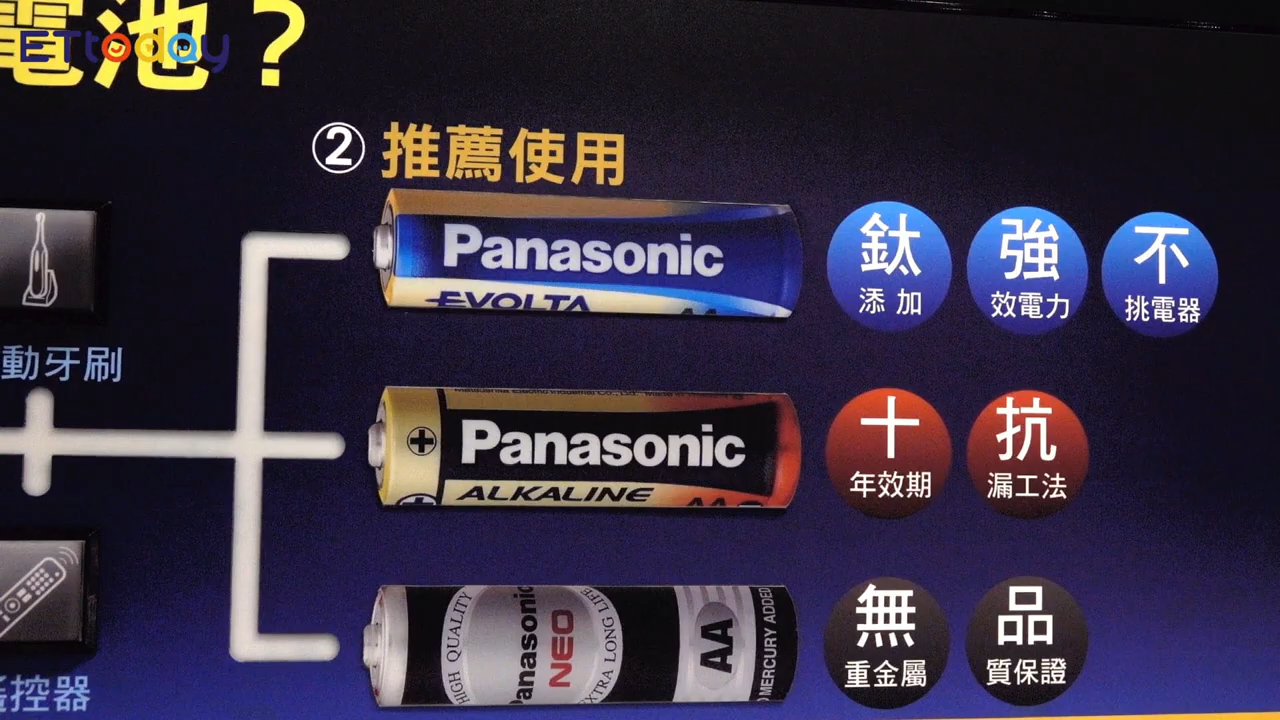 電池？
ETtoday
② 推薦使用
Panasonic
EVOLTA
鈦
添加
強
效電力
不
挑電器
動牙刷
Panasonic
ALKALINE
AA
十
年效期
抗
漏工法
HIGH QUALITY
Panasonic
NEO
EXTRA LONG LIFE
AA
MERCURY ADDED
無
重金屬
品
質保證
控器